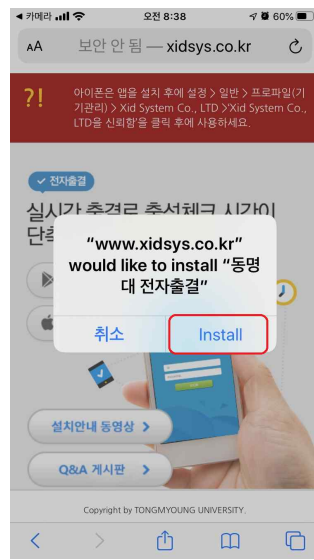 카메라
오전 8:38
60%
AA
보안 안 됨 — xidsys.co.kr
?!
아이폰은 앱을 설치 후에 설정 > 일반 > 프로파일(기
기관리) > Xid System Co., LTD >'Xid System Co.,
LTD을 신뢰함'을 클릭 후에 사용하세요.
전자출결
실시간 출결로 출석체크 시간이
단축
“www.xidsys.co.kr”
would like to install “동명
대 전자출결”
취소
Install
설치안내 동영상
Q&A 게시판
Copyright by TONGMYOUNG UNIVERSITY.